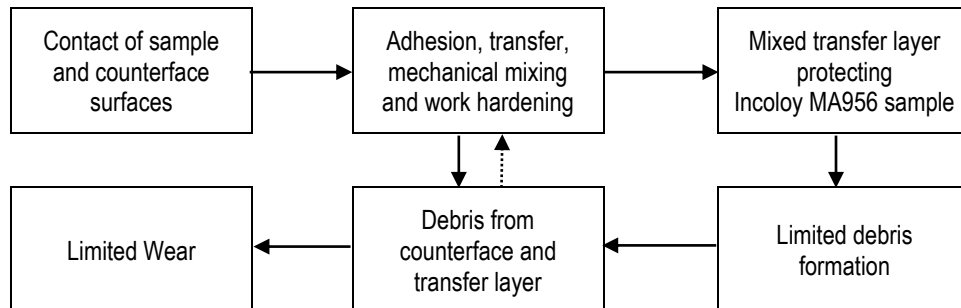 Contact of sample
and counterface
surfaces
Adhesion, transfer,
mechanical mixing
and work hardening
Mixed transfer layer
protecting
Incoloy MA956 sample
Limited Wear
Debris from
counterface and
transfer layer
Limited debris
formation